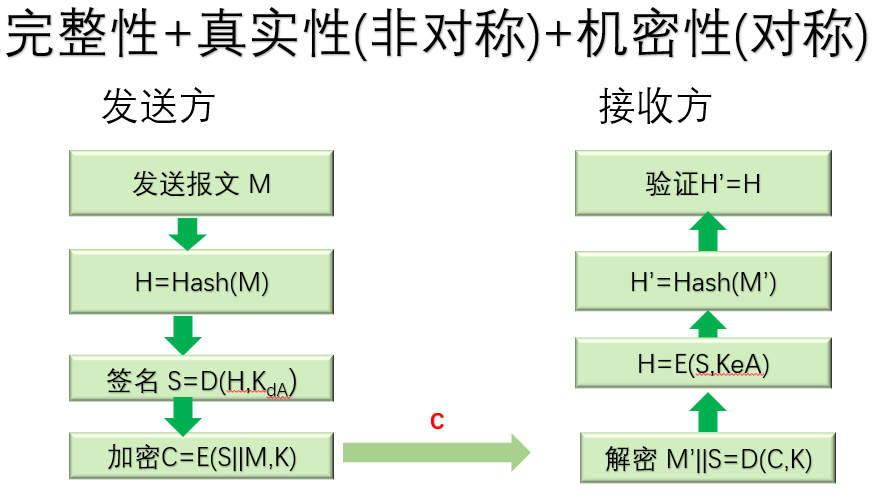 完整性+真实性(非对称)+机密性(对称)
发送方
接收方
发送报文 M
H=Hash(M)
签名 S=D(H,KdA)
加密C=E(S||M,K)
C
验证H’=H
H’=Hash(M’)
H=E(S,KeA)
解密 M’||S=D(C,K)